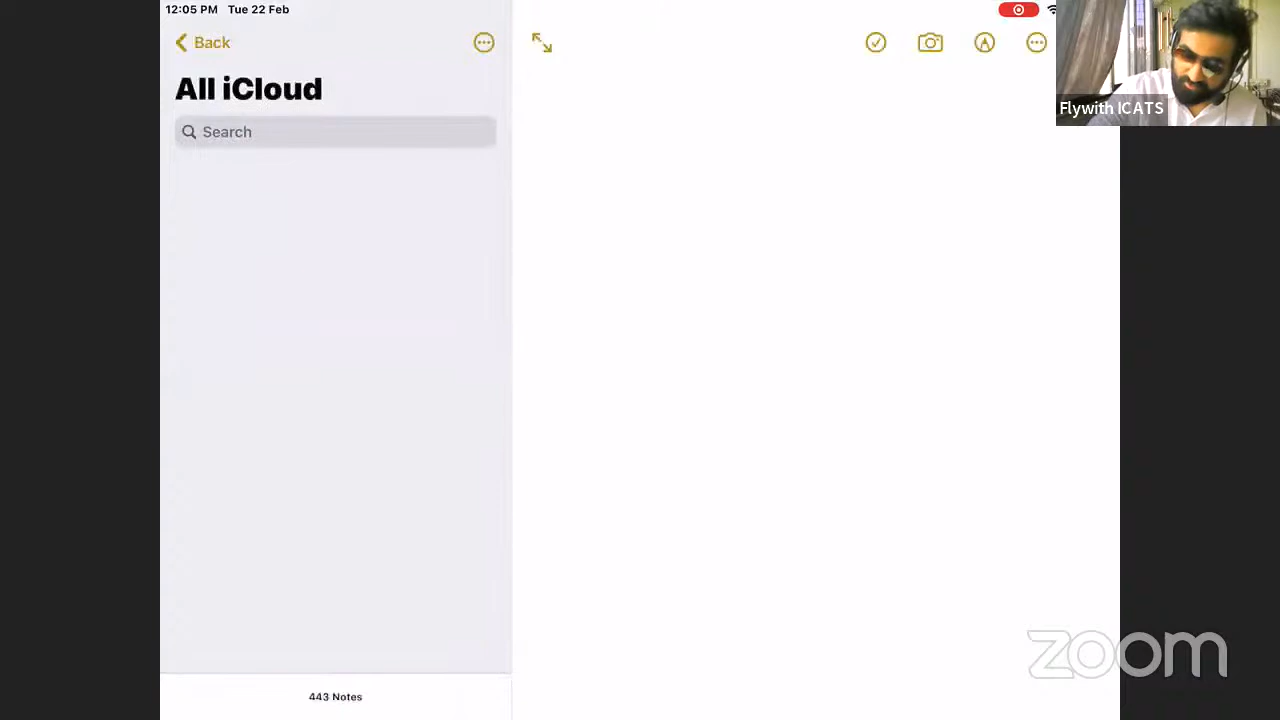 12:05 PM Tue 22 Feb
Back
All iCloud
Search
443 Notes
Flywith ICATS
zoom